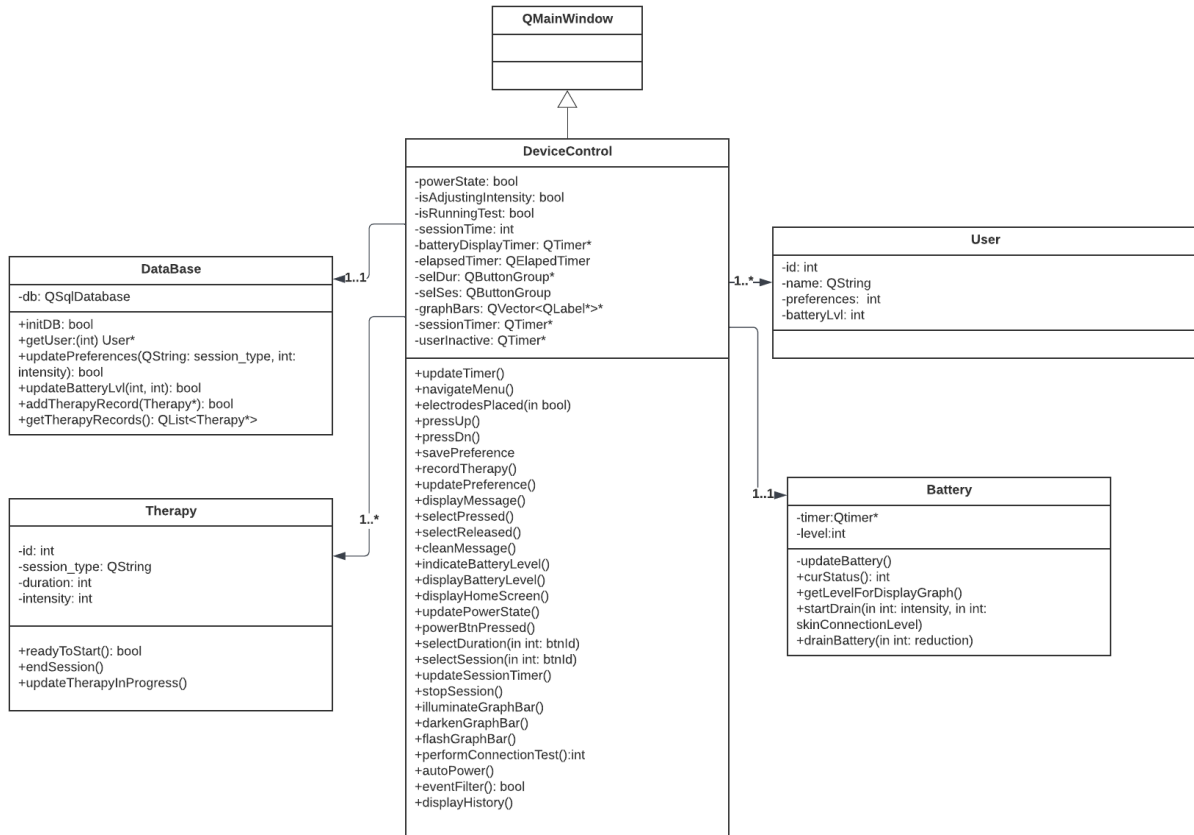 QMainWindow
DeviceControl
-powerState: bool
-isAdjustingIntensity: bool
-isRunningTest: bool
-sessionTime: int
-batteryDisplayTimer: QTimer*
-elapsedTimer: QElapedTimer
-selDur: QButtonGroup*
-selSes: QButtonGroup
-graphBars: QVector<QLabel*>*
-sessionTimer: QTimer*
-userInactive: QTimer*
+updateTimer()
+navigateMenu()
+electrodesPlaced(in bool)
+pressUp()
+pressDn()
+savePreference
+recordTherapy()
+updatePreference()
+displayMessage()
+selectPressed()
+selectReleased()
+cleanMessage()
+indicateBatteryLevel()
+displayBatteryLevel()
+displayHomeScreen()
+updatePowerState()
+powerBtnPressed()
+selectDuration(in int: btnId)
+selectSession(in int: btnId)
+updateSessionTimer()
+stopSession()
+illuminateGraphBar()
+darkenGraphBar()
+flashGraphBar()
+performConnectionTest():int
+autoPower()
+eventFilter(): bool
+displayHistory()
1..1
DataBase
-db: QSqlDatabase
+initDB: bool
+getUser:(int) User*
+updatePreferences(QString: session_type, int:
intensity): bool
+updateBatteryLvl(int, int): bool
+addTherapyRecord(Therapy*): bool
+getTherapyRecords(): QList<Therapy*>
1..*
Therapy
-id: int
-session_type: QString
-duration: int
-intensity: int
+readyToStart(): bool
+endSession()
+updateTherapyInProgress()
1..*
User
-id: int
-name: QString
-preferences:  int
-batteryLvl: int
1..1
Battery
-timer:Qtimer*
-level:int
-updateBattery()
+curStatus(): int
+getLevelForDisplayGraph()
+startDrain(in int: intensity, in int:
skinConnectionLevel)
+drainBattery(in int: reduction)